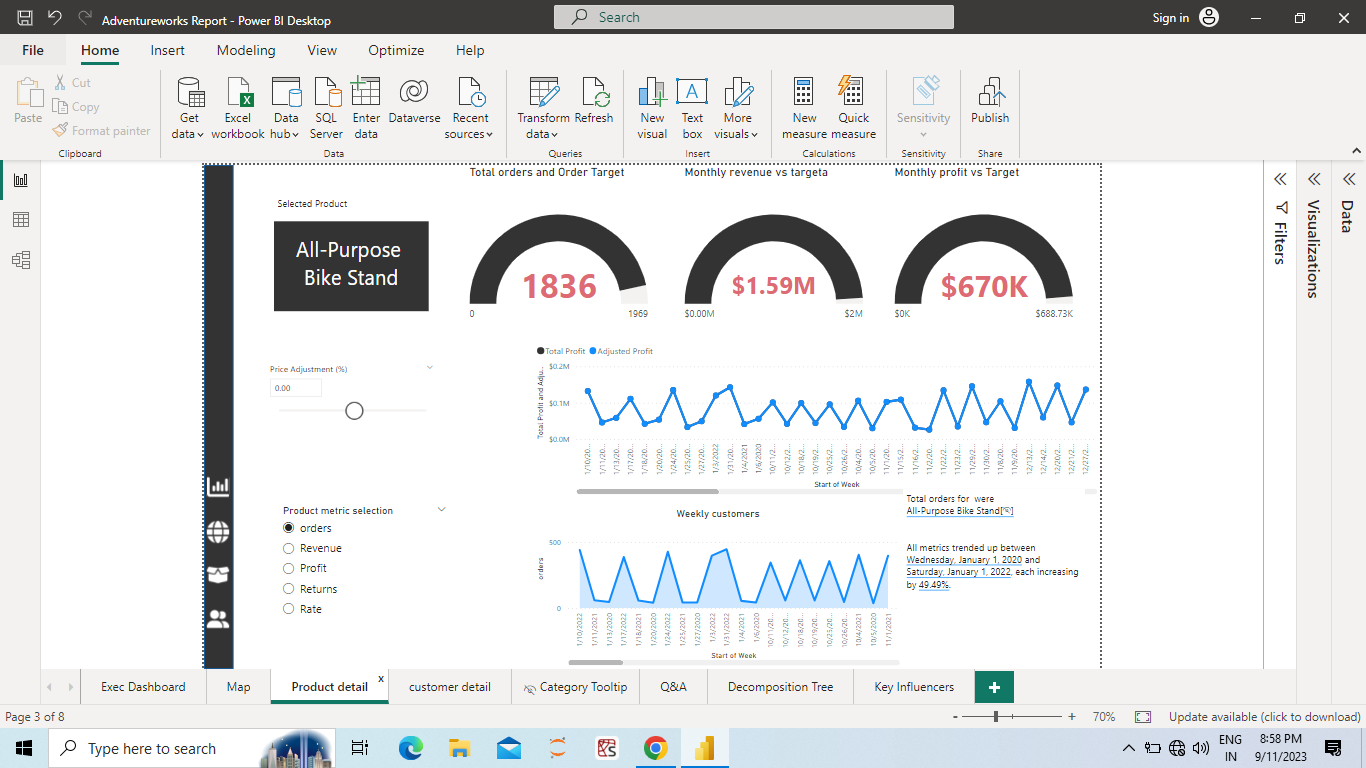 Adventureworks Report - Power BI Desktop
Search
Sign in
File
Home
Insert
Modeling
View
Optimize
Help
Paste
Cut
Copy
Format painter
Clipboard
Get data
Excel workbook
Data hub
SQL Server
Enter data
Dataverse
Recent sources
Data
Transform data
Refresh
Queries
New visual
Text box
More visuals
Insert
New measure
Quick measure
Calculations
Sensitivity
Sensitivity
Publish
Share
Total orders and Order Target
Monthly revenue vs targeta
Monthly profit vs Target
Selected Product
All-Purpose
Bike Stand
1836
0
1969
$1.59M
$0.00M
$2M
$670K
$0K
$688.73K
Filters
Visualizations
Data
Price Adjustment (%)
0.00
Total Profit
Adjusted Profit
Total Profit and Adju...
$0.2M
$0.1M
$0.0M
1/10/20...
1/11/20...
1/13/20...
1/17/20...
1/18/20...
1/20/20...
1/24/20...
1/25/20...
1/27/20...
1/3/2022
1/31/20...
1/4/2021
1/6/2020
10/11/2...
10/12/2...
10/18/2...
10/19/2...
10/25/2...
10/26/2...
10/4/20...
10/5/20...
11/1/20...
11/15/2...
11/16/2...
11/2/20...
11/22/2...
11/23/2...
11/29/2...
11/30/2...
11/8/20...
11/9/20...
12/13/2...
12/14/2...
12/20/2...
12/21/2...
12/27/2...
Start of Week
Product metric selection
orders
Revenue
Profit
Returns
Rate
Weekly customers
orders
500
0
1/10/2022
1/11/2021
1/13/2020
1/17/2022
1/18/2021
1/20/2020
1/24/2022
1/25/2021
1/27/2020
1/3/2022
1/31/2022
1/4/2021
1/6/2020
10/11/20...
10/12/20...
10/18/20...
10/19/20...
10/25/20...
10/26/20...
10/4/2021
10/5/2020
11/1/2021
Start of Week
Total orders for were
All-Purpose Bike Stand[]
All metrics trended up between
Wednesday, January 1, 2020 and
Saturday, January 1, 2022, each increasing
by 49.49%.
Exec Dashboard
Map
Product detail
x
customer detail
Category Tooltip
Q&A
Decomposition Tree
Key Influencers
+
Page 3 of 8
- +
70%
Update available (click to download)
Type here to search
ENG
IN
8:58 PM
9/11/2023